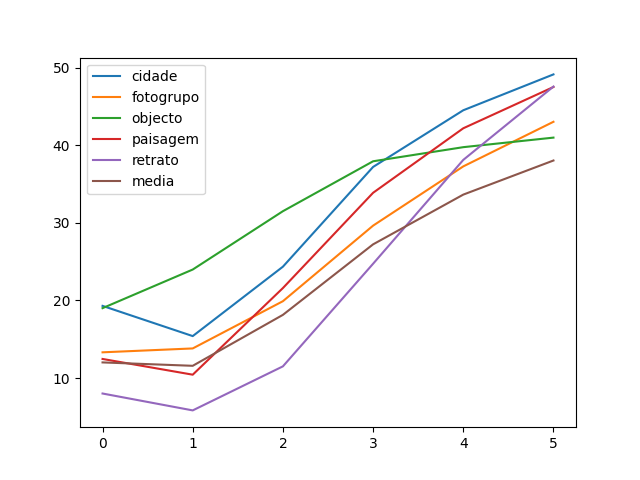 50
40
30
20
10
cidade
fotogrupo
objecto
paisagem
retrato
media
0 1 2 3 4 5